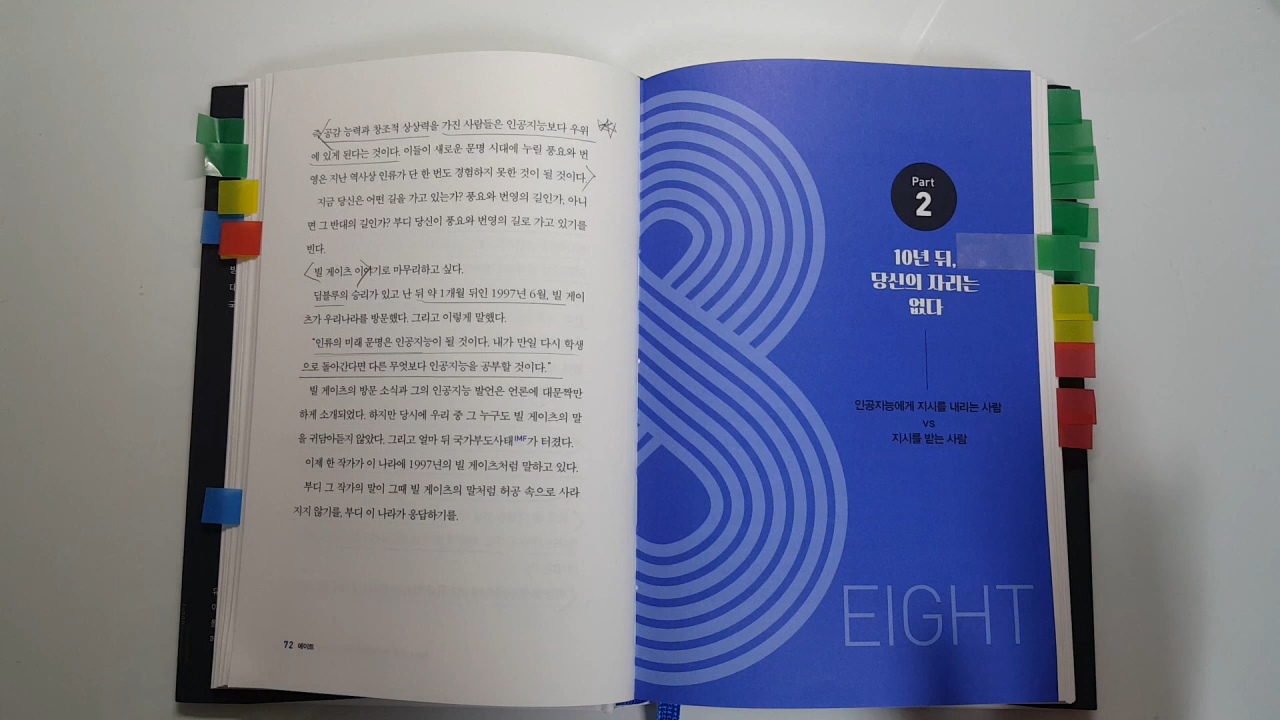 공감 능력과 창조적 상상력을 가진 사람들은 인공지능보다 우위
에 있게 된다는 것이다. 이들이 새로운 문명 시대에 누릴 풍요와 번
영은 지난 역사상 인류가 단 한 번도 경험하지 못한 것이 될 것이다.
지금 당신은 어떤 길을 가고 있는가? 풍요와 번영의 길인가, 아니
면 그 반대의 길인가? 부디 당신이 풍요와 번영의 길로 가고 있기를
빈다.
빌 게이츠 이야기로 마무리하고 싶다.
딥블루의 승리가 있고 난 뒤 약 1개월 뒤인 1997년 6월, 빌 게이
츠가 우리나라를 방문했다. 그리고 이렇게 말했다.
"인류의 미래 문명은 인공지능이 될 것이다. 내가 만일 다시 학생
으로 돌아간다면 다른 무엇보다 인공지능을 공부할 것이다."
빌 게이츠의 방문 소식과 그의 인공지능 발언은 언론에 대문짝만
하게 소개되었다. 하지만 당시에 우리 중 그 누구도 빌 게이츠의 말
을 귀담아듣지 않았다. 그리고 얼마 뒤 국가부도사태IMF가 터졌다.
이제 한 작가가 이 나라에 1997년의 빌 게이츠처럼 말하고 있다.
부디 그 작가의 말이 그때 빌 게이츠의 말처럼 허공 속으로 사라
지지 않기를, 부디 이 나라가 응답하기를.
72 에이트
Part
2
10년 뒤,
당신의 자리는
없다
인공지능에게 지시를 내리는 사람
vs
지시를 받는 사람
EIGHT